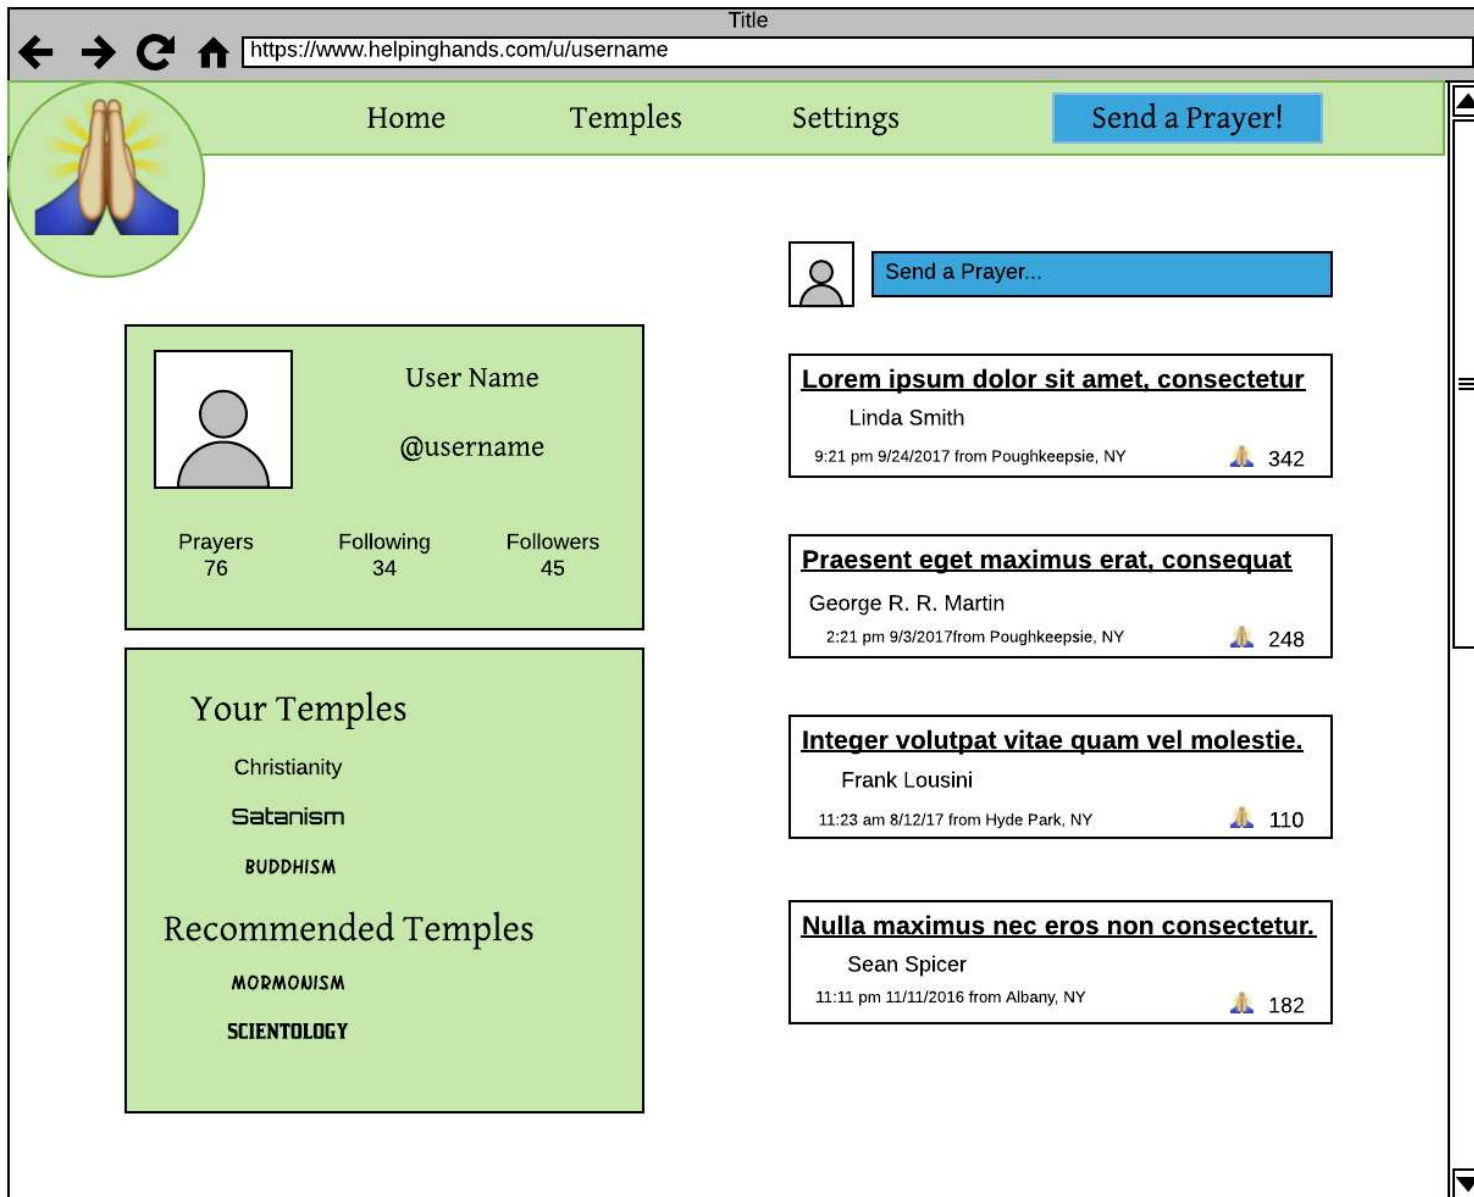 Title
https://www.helpinghands.com/u/username
Home Temples Settings Send a Prayer!
Send a Prayer...
User Name
@username
Prayers Following Followers
76 34 45
Your Temples
Christianity
Satanism
BUDDHISM
Recommended Temples
MORMONISM
SCIENTOLOGY
Lorem ipsum dolor sit amet, consectetur
Linda Smith
9:21 pm 9/24/2017 from Poughkeepsie, NY 342
Praesent eget maximus erat, consequat
George R. R. Martin
2:21 pm 9/3/2017from Poughkeepsie, NY 248
Integer volutpat vitae quam vel molestie.
Frank Lousini
11:23 am 8/12/17 from Hyde Park, NY 110
Nulla maximus nec eros non consectetur.
Sean Spicer
11:11 pm 11/11/2016 from Albany, NY 182